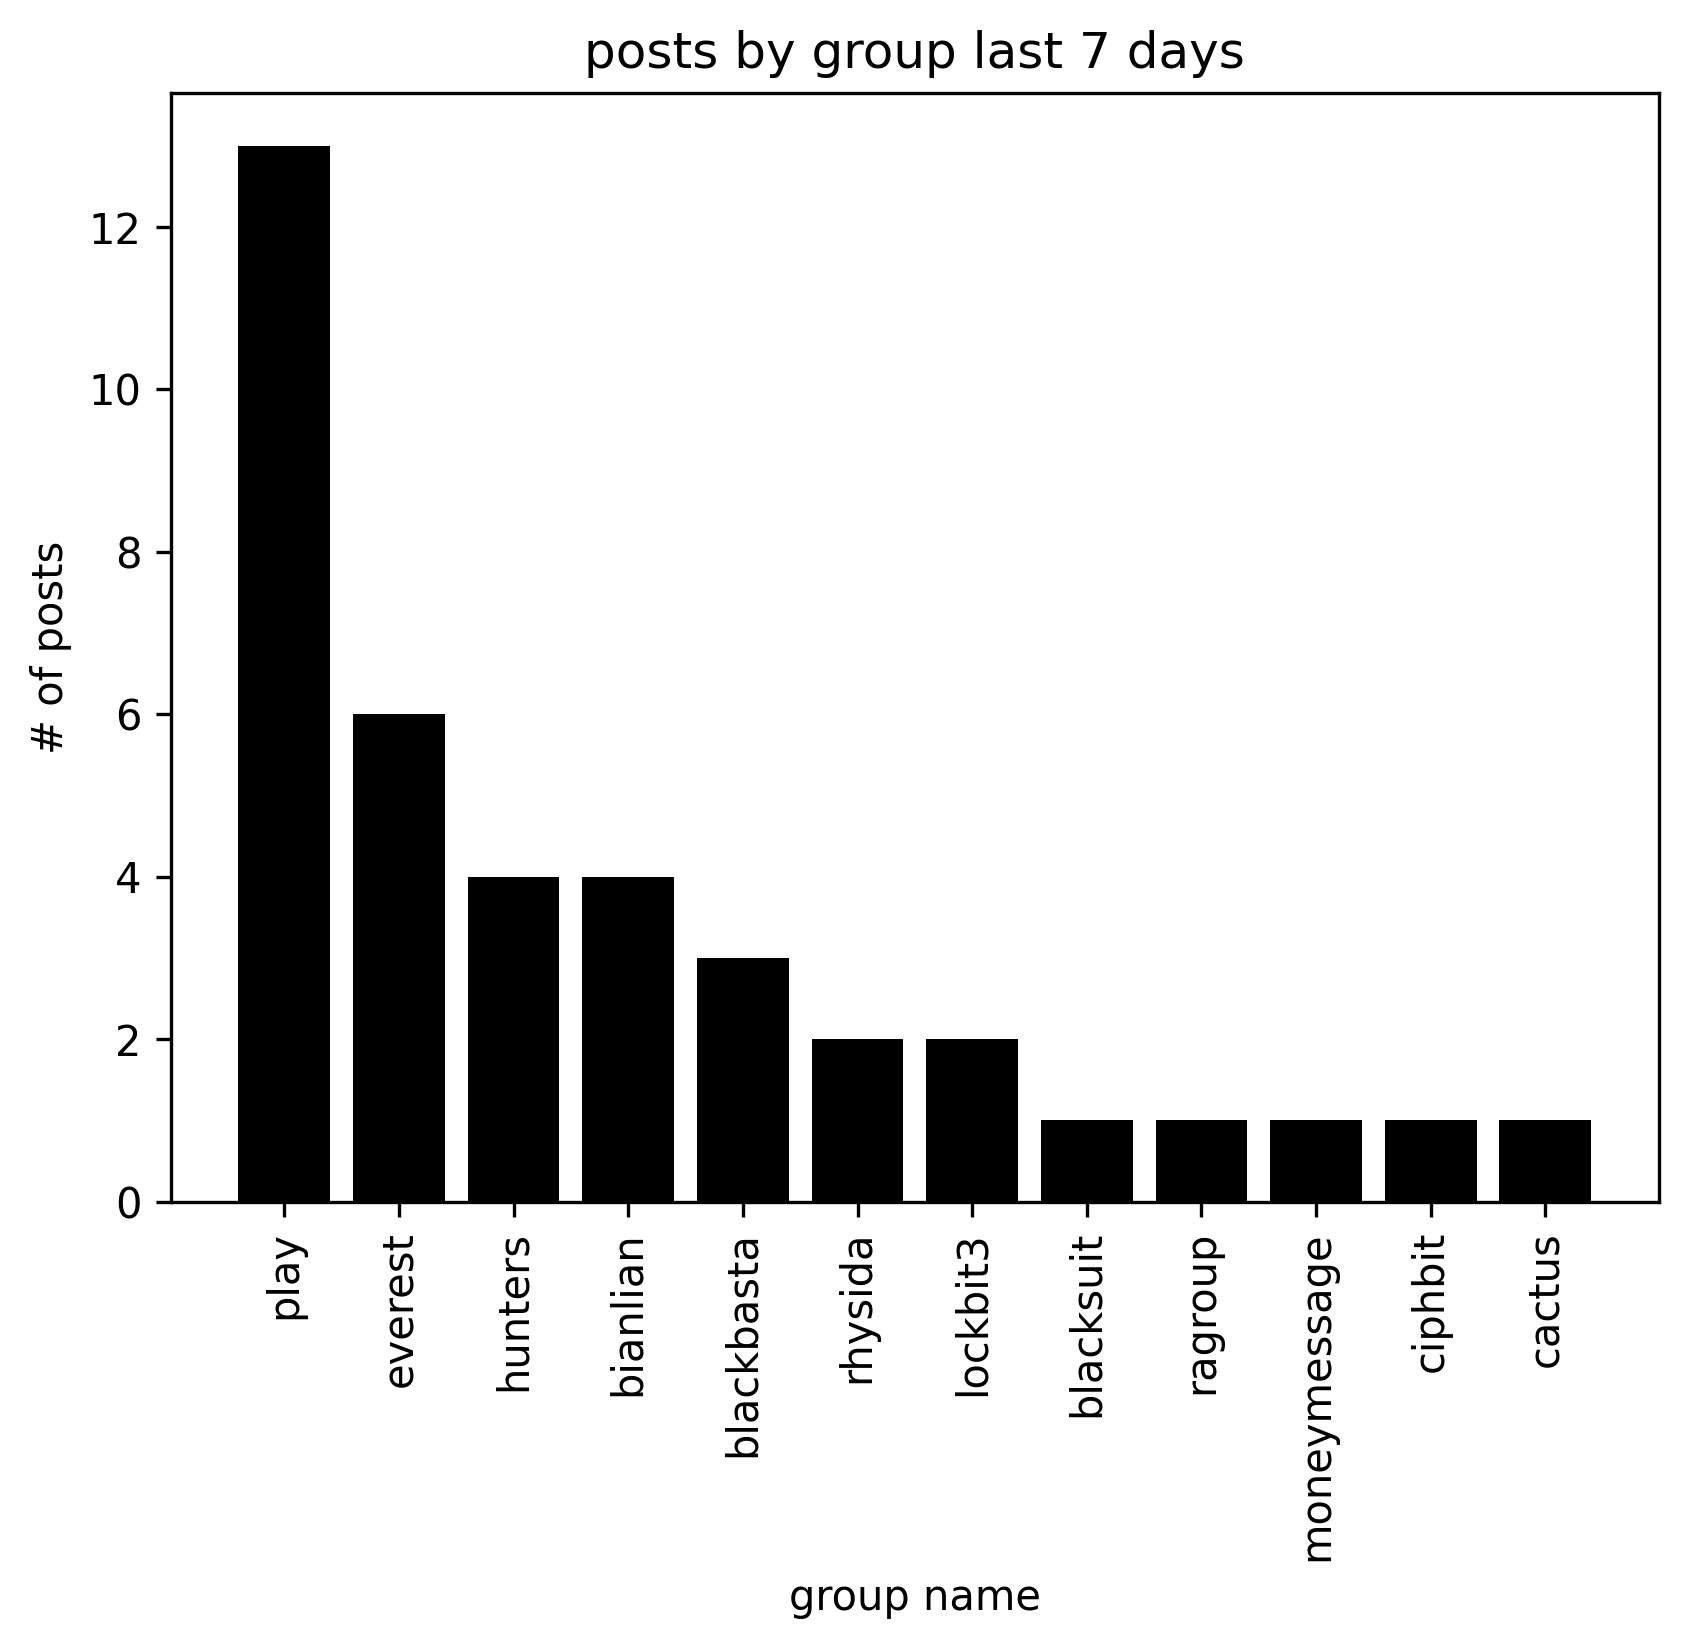 posts by group last 7 days
# of posts
12
10
8
6
4
2
0
play
everest
hunters
bianlian
blackbasta
rhysida
lockbit3
blacksuit
ragroup
moneymessage
ciphbit
cactus
group name